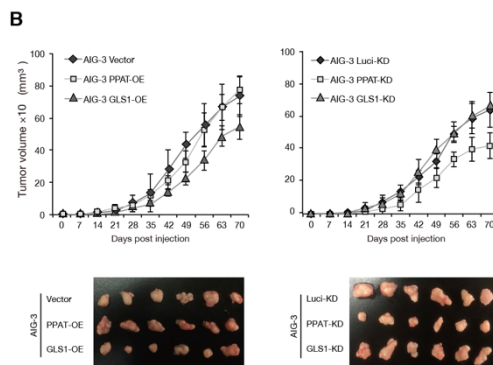 B
AIG-3 Vector
AIG-3 PPAT-OE
AIG-3 GLS1-OE
Tumor volume ×10 (mm³)
100
80
60
40
20
0
0 7 14 21 28 35 42 49 56 63 70
Days post injection
AIG-3 Luci-KD
AIG-3 PPAT-KD
AIG-3 GLS1-KD
100
80
60
40
20
0
0 7 14 21 28 35 42 49 56 63 70
Days post injection
AIG-3
Vector
PPAT-OE
GLS1-OE
AIG-3
Luci-KD
PPAT-KD
GLS1-KD